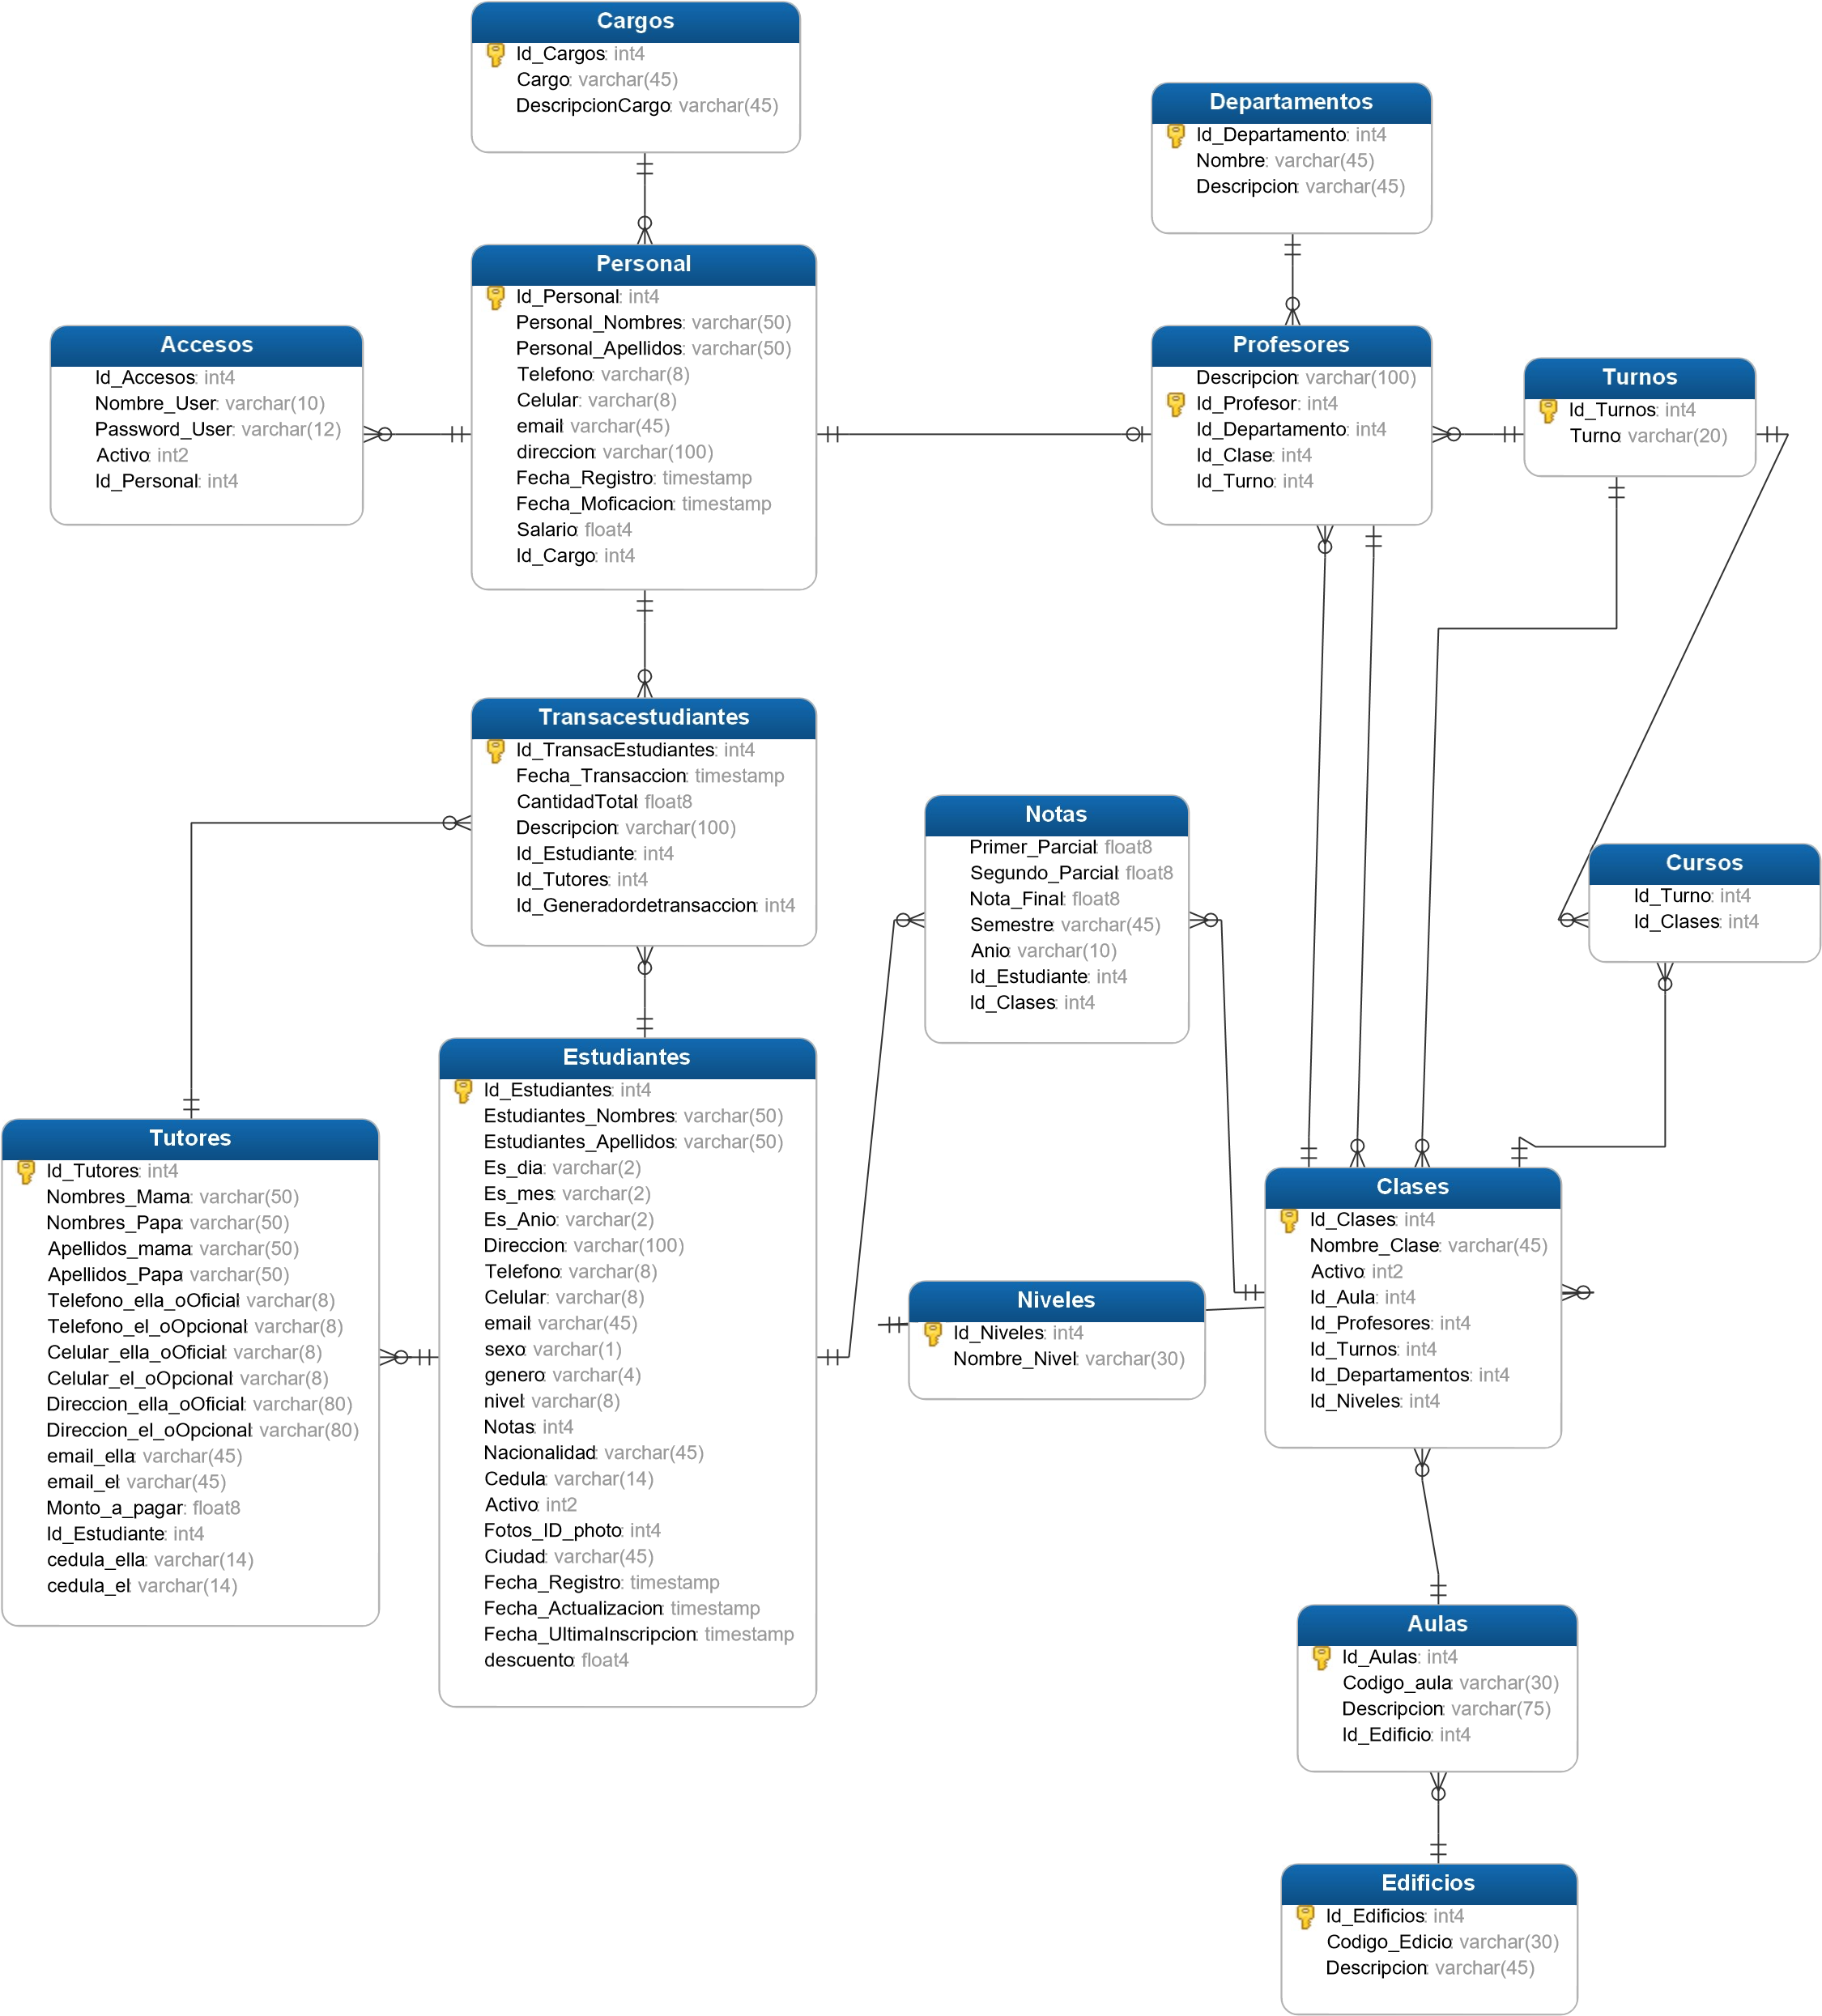 Cargos
Id_Cargos: int4
Cargo: varchar(45)
DescripcionCargo: varchar(45)
Departamentos
Id_Departamento: int4
Nombre: varchar(45)
Descripcion: varchar(45)
Personal
Id_Personal: int4
Personal_Nombres: varchar(50)
Personal_Apellidos: varchar(50)
Telefono: varchar(8)
Celular: varchar(8)
email: varchar(45)
direccion: varchar(100)
Fecha_Registro: timestamp
Fecha_Moficacion: timestamp
Salario: float4
Id_Cargo: int4
Accesos
Id_Accesos: int4
Nombre_User: varchar(10)
Password_User: varchar(12)
Activo: int2
Id_Personal: int4
Profesores
Descripcion: varchar(100)
Id_Profesor: int4
Id_Departamento: int4
Id_Clase: int4
Id_Turno: int4
Turnos
Id_Turnos: int4
Turno: varchar(20)
Transacestudiantes
Id_TransacEstudiantes: int4
Fecha_Transaccion: timestamp
CantidadTotal: float8
Descripcion: varchar(100)
Id_Estudiante: int4
Id_Tutores: int4
Id_Generadordetransaccion: int4
Notas
Primer_Parcial: float8
Segundo_Parcial: float8
Nota_Final: float8
Semestre: varchar(45)
Anio: varchar(10)
Id_Estudiante: int4
Id_Clases: int4
Cursos
Id_Turno: int4
Id_Clases: int4
Estudiantes
Id_Estudiantes: int4
Estudiantes_Nombres: varchar(50)
Estudiantes_Apellidos: varchar(50)
Es_dia: varchar(2)
Es_mes: varchar(2)
Es_Anio: varchar(2)
Direccion: varchar(100)
Telefono: varchar(8)
Celular: varchar(8)
email: varchar(45)
sexo: varchar(1)
genero: varchar(4)
nivel: varchar(8)
Notas: int4
Nacionalidad: varchar(45)
Cedula: varchar(14)
Activo: int2
Fotos_ID_photo: int4
Ciudad: varchar(45)
Fecha_Registro: timestamp
Fecha_Actualizacion: timestamp
Fecha_UltimaInscripcion: timestamp
descuento: float4
Tutores
Id_Tutores: int4
Nombres_Mama: varchar(50)
Nombres_Papa: varchar(50)
Apellidos_mama: varchar(50)
Apellidos_Papa: varchar(50)
Telefono_ella_oOficial: varchar(8)
Telefono_el_oOpcional: varchar(8)
Celular_ella_oOficial: varchar(8)
Celular_el_oOpcional: varchar(8)
Direccion_ella_oOficial: varchar(80)
Direccion_el_oOpcional: varchar(80)
email_ella: varchar(45)
email_el: varchar(45)
Monto_a_pagar: float8
Id_Estudiante: int4
cedula_ella: varchar(14)
cedula_el: varchar(14)
Clases
Id_Clases: int4
Nombre_Clase: varchar(45)
Activo: int2
Id_Aula: int4
Id_Profesores: int4
Id_Turnos: int4
Id_Departamentos: int4
Id_Niveles: int4
Niveles
Id_Niveles: int4
Nombre_Nivel: varchar(30)
Aulas
Id_Aulas: int4
Codigo_aula: varchar(30)
Descripcion: varchar(75)
Id_Edificio: int4
Edificios
Id_Edificios: int4
Codigo_Edicio: varchar(30)
Descripcion: varchar(45)